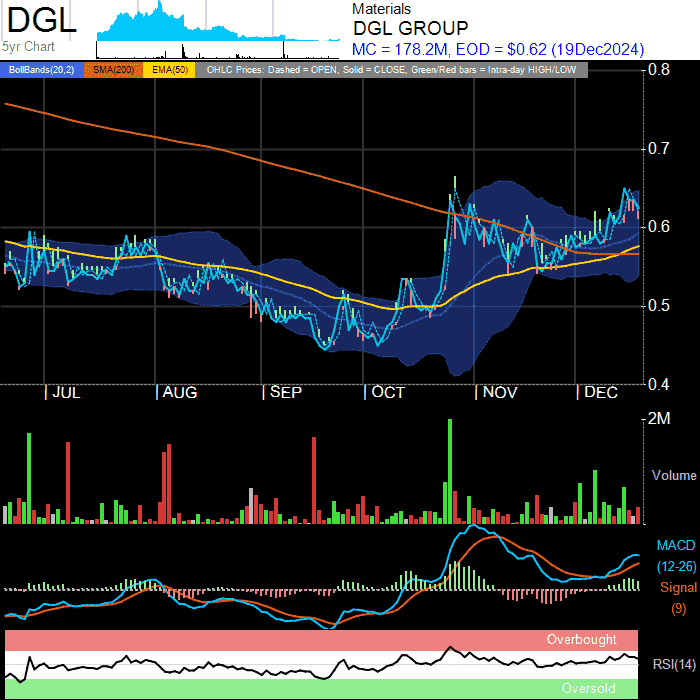 DGL
5yr Chart
Materials
DGL GROUP
MC = 178.2M, EOD = $0.62 (19Dec2024)
BollBands(20,2) SMA(200) EMA(50) OHLC Prices: Dashed = OPEN, Solid = CLOSE, Green/Red bars = Intra-day HIGH/LOW
0.8
0.7
0.6
0.5
0.4
| JUL | AUG | SEP | OCT | NOV | DEC
2M
Volume
MACD
(12-26)
Signal
(9)
Overbought
RSI(14)
Oversold